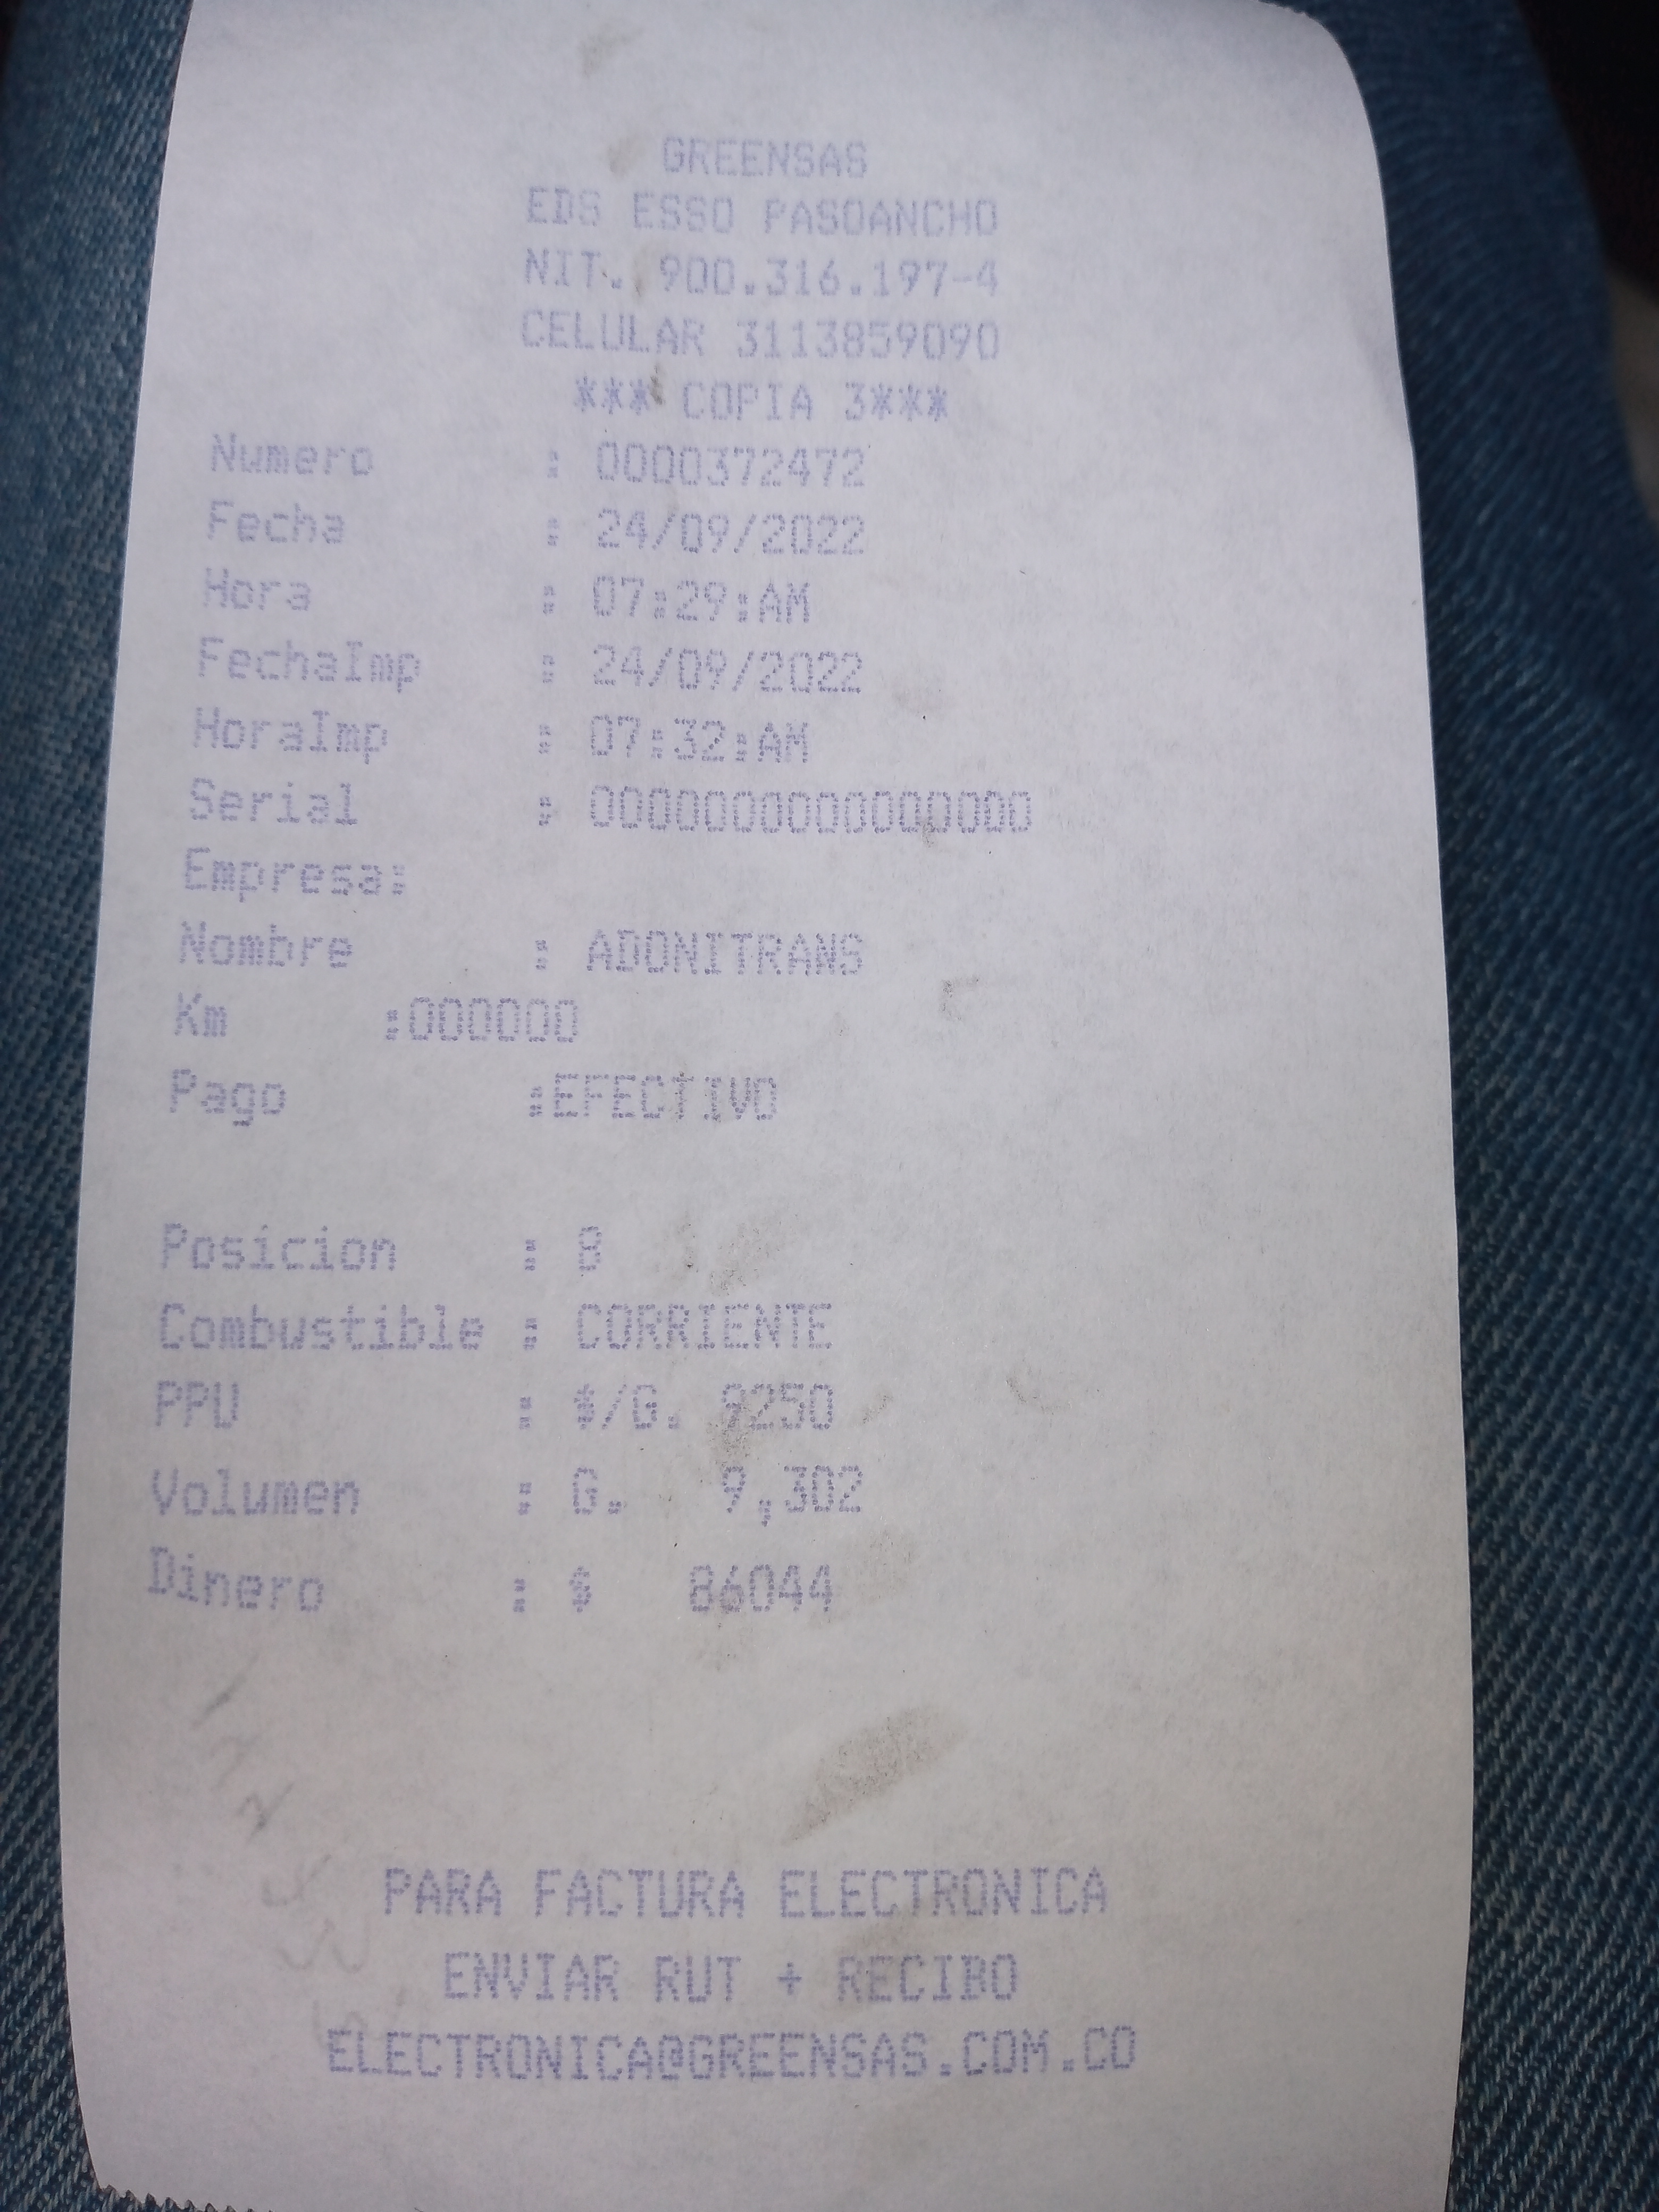 GREENSAS
EDS ESSO PASOANCHO
NIT. 900.316.197-4
CELULAR 3113859090
*** COPIA 3***
Numero : 0000372472
Fecha : 24/09/2022
Hora : 07:29:AM
FechaImp : 24/09/2022
HoraImp : 07:32:AM
Serial :
Empresa:
Nombre :
Km :000000
Pago :EFECTIVO
Posicion :
Combustible : CORRIENTE
PPU : $/G. 9250
Volumen : G. 9,302
Dinero : $ 86044
PARA FACTURA ELECTRONICA
ENVIAR RUT + RECIBO
ELECTRONICA@GREENSAS.COM.CO